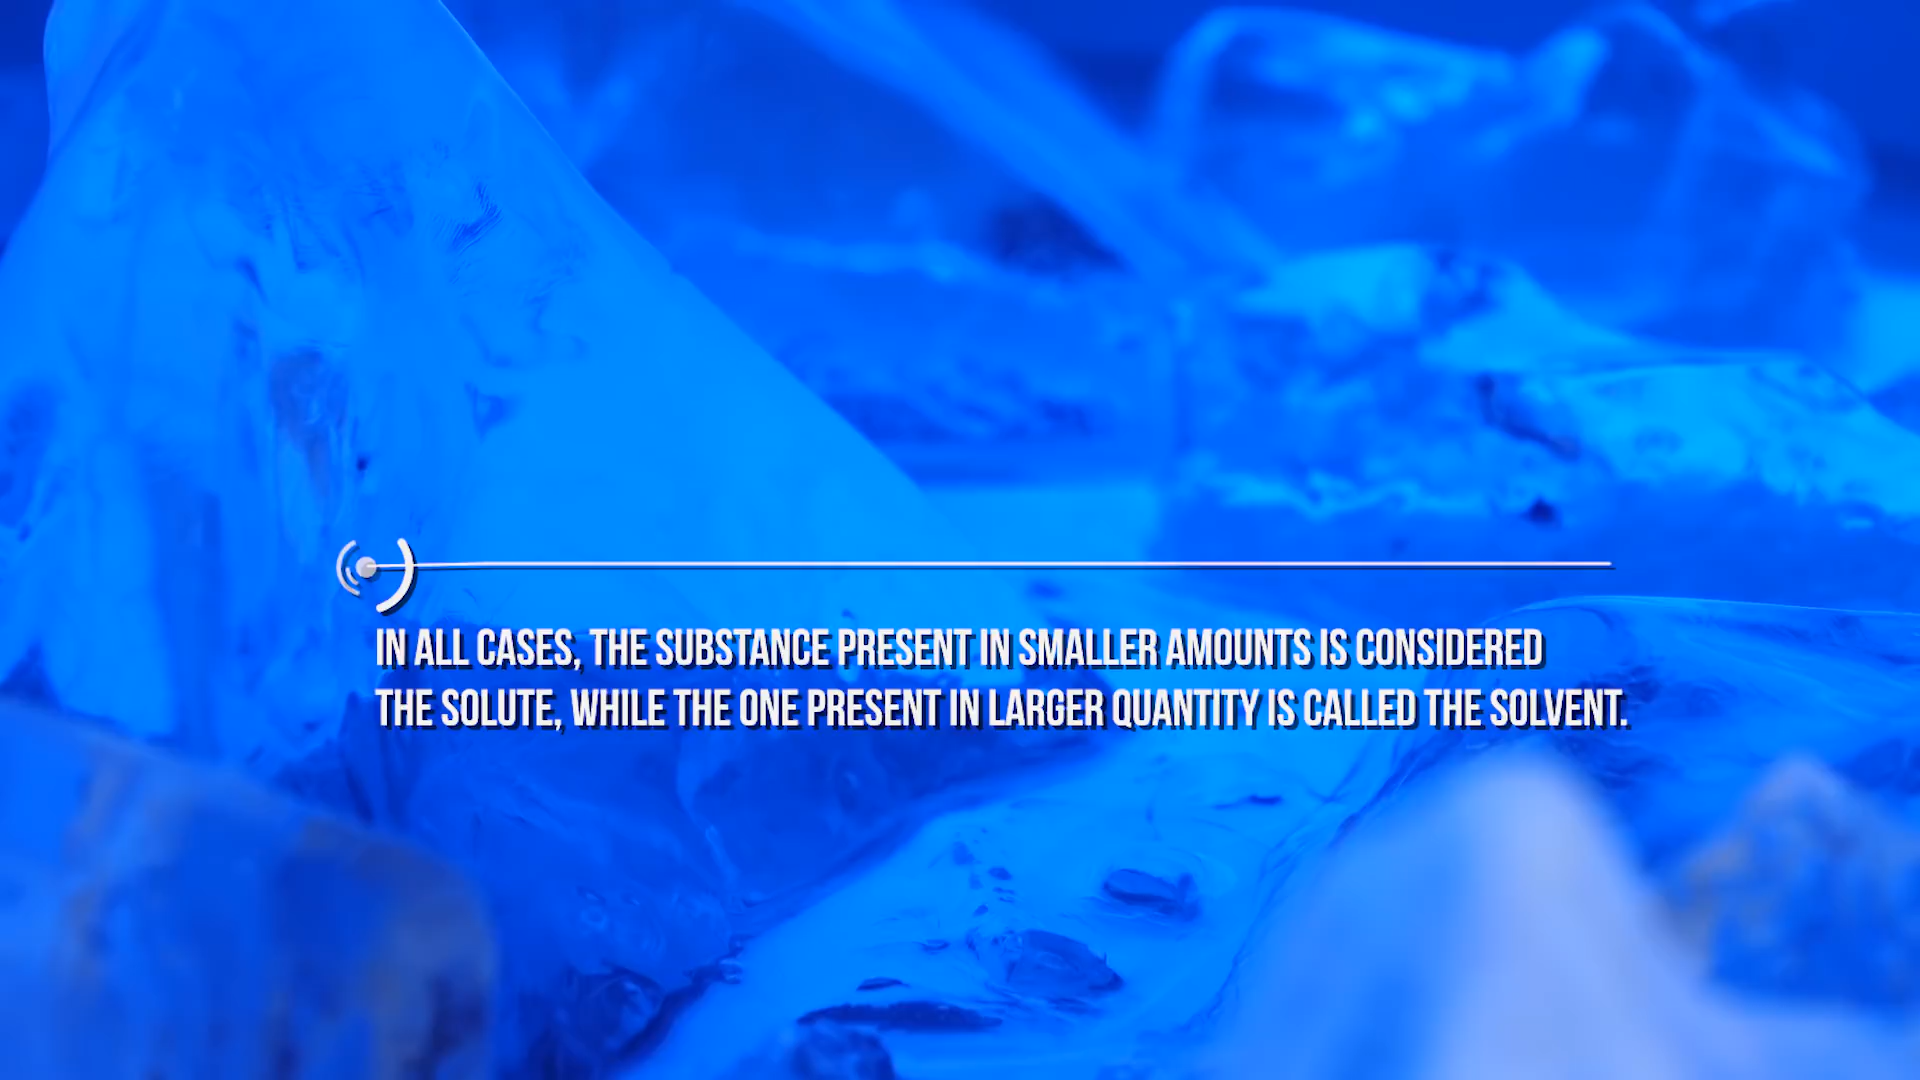 IN ALL CASES, THE SUBSTANCE PRESENT IN SMALLER AMOUNTS IS CONSIDERED
THE SOLUTE, WHILE THE ONE PRESENT IN LARGER QUANTITY IS CALLED THE SOLVENT.